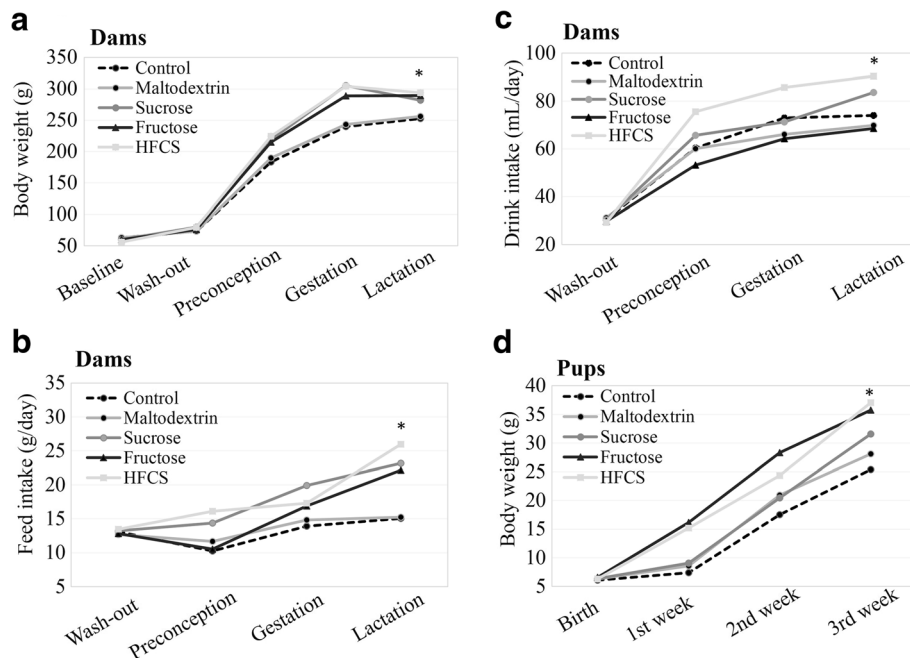 a
Dams
Body weight (g)
350
300
250
200
150
100
50
Control
Maltodextrin
Sucrose
Fructose
HFCS
*
Baseline
Wash-out
Preconception
Gestation
Lactation
c
Dams
Drink intake (mL/day)
100
80
60
40
20
Control
Maltodextrin
Sucrose
Fructose
HFCS
*
Wash-out
Preconception
Gestation
Lactation
b
Dams
Feed intake (g/day)
35
30
25
20
15
10
5
Control
Maltodextrin
Sucrose
Fructose
HFCS
*
Wash-out
Preconception
Gestation
Lactation
d
Pups
Body weight (g)
40
35
30
25
20
15
10
5
Control
Maltodextrin
Sucrose
Fructose
HFCS
*
Birth
1st week
2nd week
3rd week